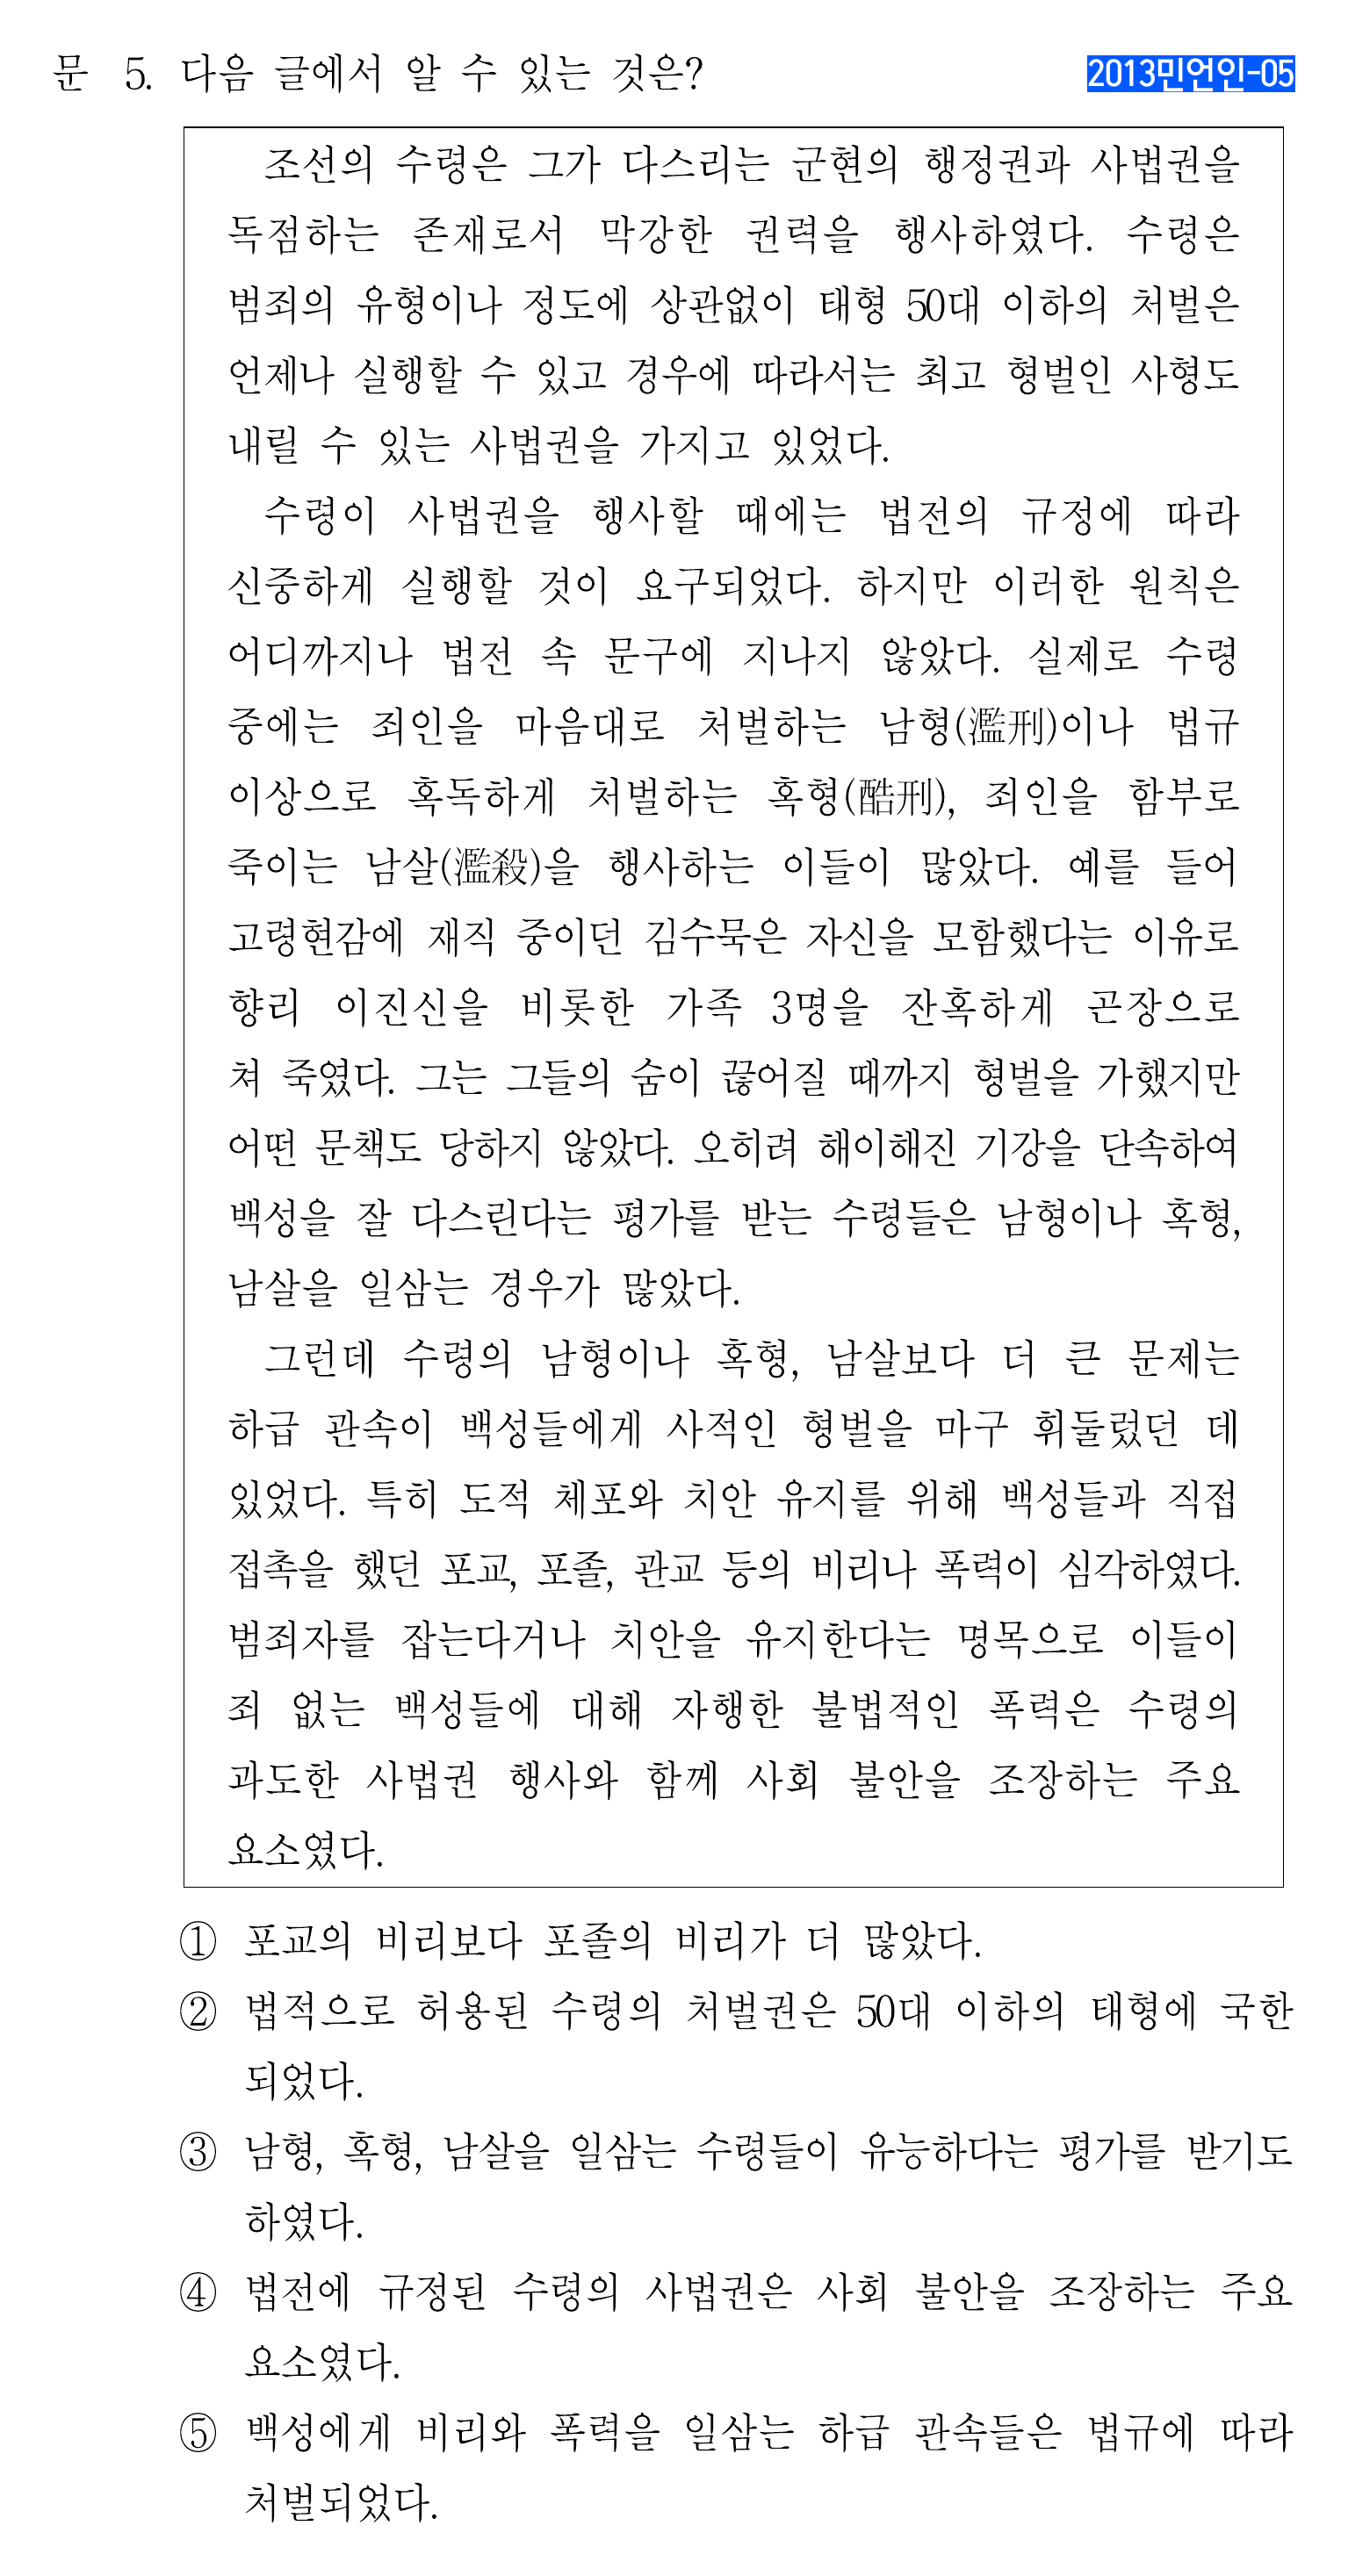 문 5. 다음 글에서 알 수 있는 것은?
2013민언인-05
조선의 수령은 그가 다스리는 군현의 행정권과 사법권을
독점하는 존재로서 막강한 권력을 행사하였다. 수령은
범죄의 유형이나 정도에 상관없이 태형 50대 이하의 처벌은
언제나 실행할 수 있고 경우에 따라서는 최고 형벌인 사형도
내릴 수 있는 사법권을 가지고 있었다.
수령이 사법권을 행사할 때에는 법전의 규정에 따라
신중하게 실행할 것이 요구되었다. 하지만 이러한 원칙은
어디까지나 법전 속 문구에 지나지 않았다. 실제로 수령
중에는 죄인을 마음대로 처벌하는 남형(濫刑)이나 법규
이상으로 혹독하게 처벌하는 혹형(酷刑), 죄인을 함부로
죽이는 남살(濫殺)을 행사하는 이들이 많았다. 예를 들어
고령현감에 재직 중이던 김수묵은 자신을 모함했다는 이유로
향리 이진신을 비롯한 가족 3명을 잔혹하게 곤장으로
쳐 죽였다. 그는 그들의 숨이 끊어질 때까지 형벌을 가했지만
어떤 문책도 당하지 않았다. 오히려 해이해진 기강을 단속하여
백성을 잘 다스린다는 평가를 받는 수령들은 남형이나 혹형,
남살을 일삼는 경우가 많았다.
그런데 수령의 남형이나 혹형, 남살보다 더 큰 문제는
하급 관속이 백성들에게 사적인 형벌을 마구 휘둘렀던 데
있었다. 특히 도적 체포와 치안 유지를 위해 백성들과 직접
접촉을 했던 포교, 포졸, 관교 등의 비리나 폭력이 심각하였다.
범죄자를 잡는다거나 치안을 유지한다는 명목으로 이들이
죄 없는 백성들에 대해 자행한 불법적인 폭력은 수령의
과도한 사법권 행사와 함께 사회 불안을 조장하는 주요
요소였다.
① 포교의 비리보다 포졸의 비리가 더 많았다.
② 법적으로 허용된 수령의 처벌권은 50대 이하의 태형에 국한
되었다.
③ 남형, 혹형, 남살을 일삼는 수령들이 유능하다는 평가를 받기도
하였다.
④ 법전에 규정된 수령의 사법권은 사회 불안을 조장하는 주요
요소였다.
⑤ 백성에게 비리와 폭력을 일삼는 하급 관속들은 법규에 따라
처벌되었다.